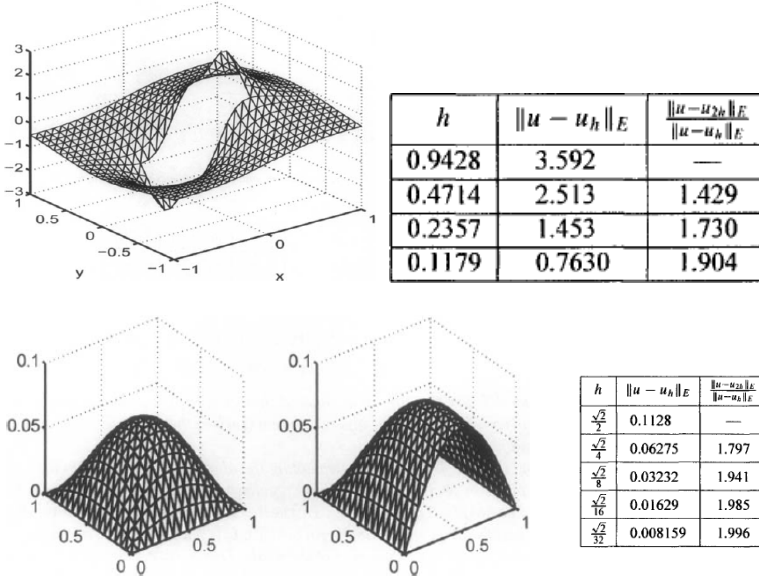 3
2
1
0
−1
−2
−3
1
0.5
0
−0.5
−1
−1
0
1
y
x
h ‖u − u_h‖_E ‖u−u_{2h}‖_E / ‖u−u_h‖_E
0.9428 3.592 —
0.4714 2.513 1.429
0.2357 1.453 1.730
0.1179 0.7630 1.904
0.1
0.05
0
1
0.5
0
0
0.5
1
0.1
0.05
0
1
0.5
0
0
0.5
1
h ‖u − u_h‖_E ‖u−u_{2h}‖_E / ‖u−u_h‖_E
√2/2 0.1128 —
√2/4 0.06275 1.797
√2/8 0.03232 1.941
√2/16 0.01629 1.985
√2/32 0.008159 1.996